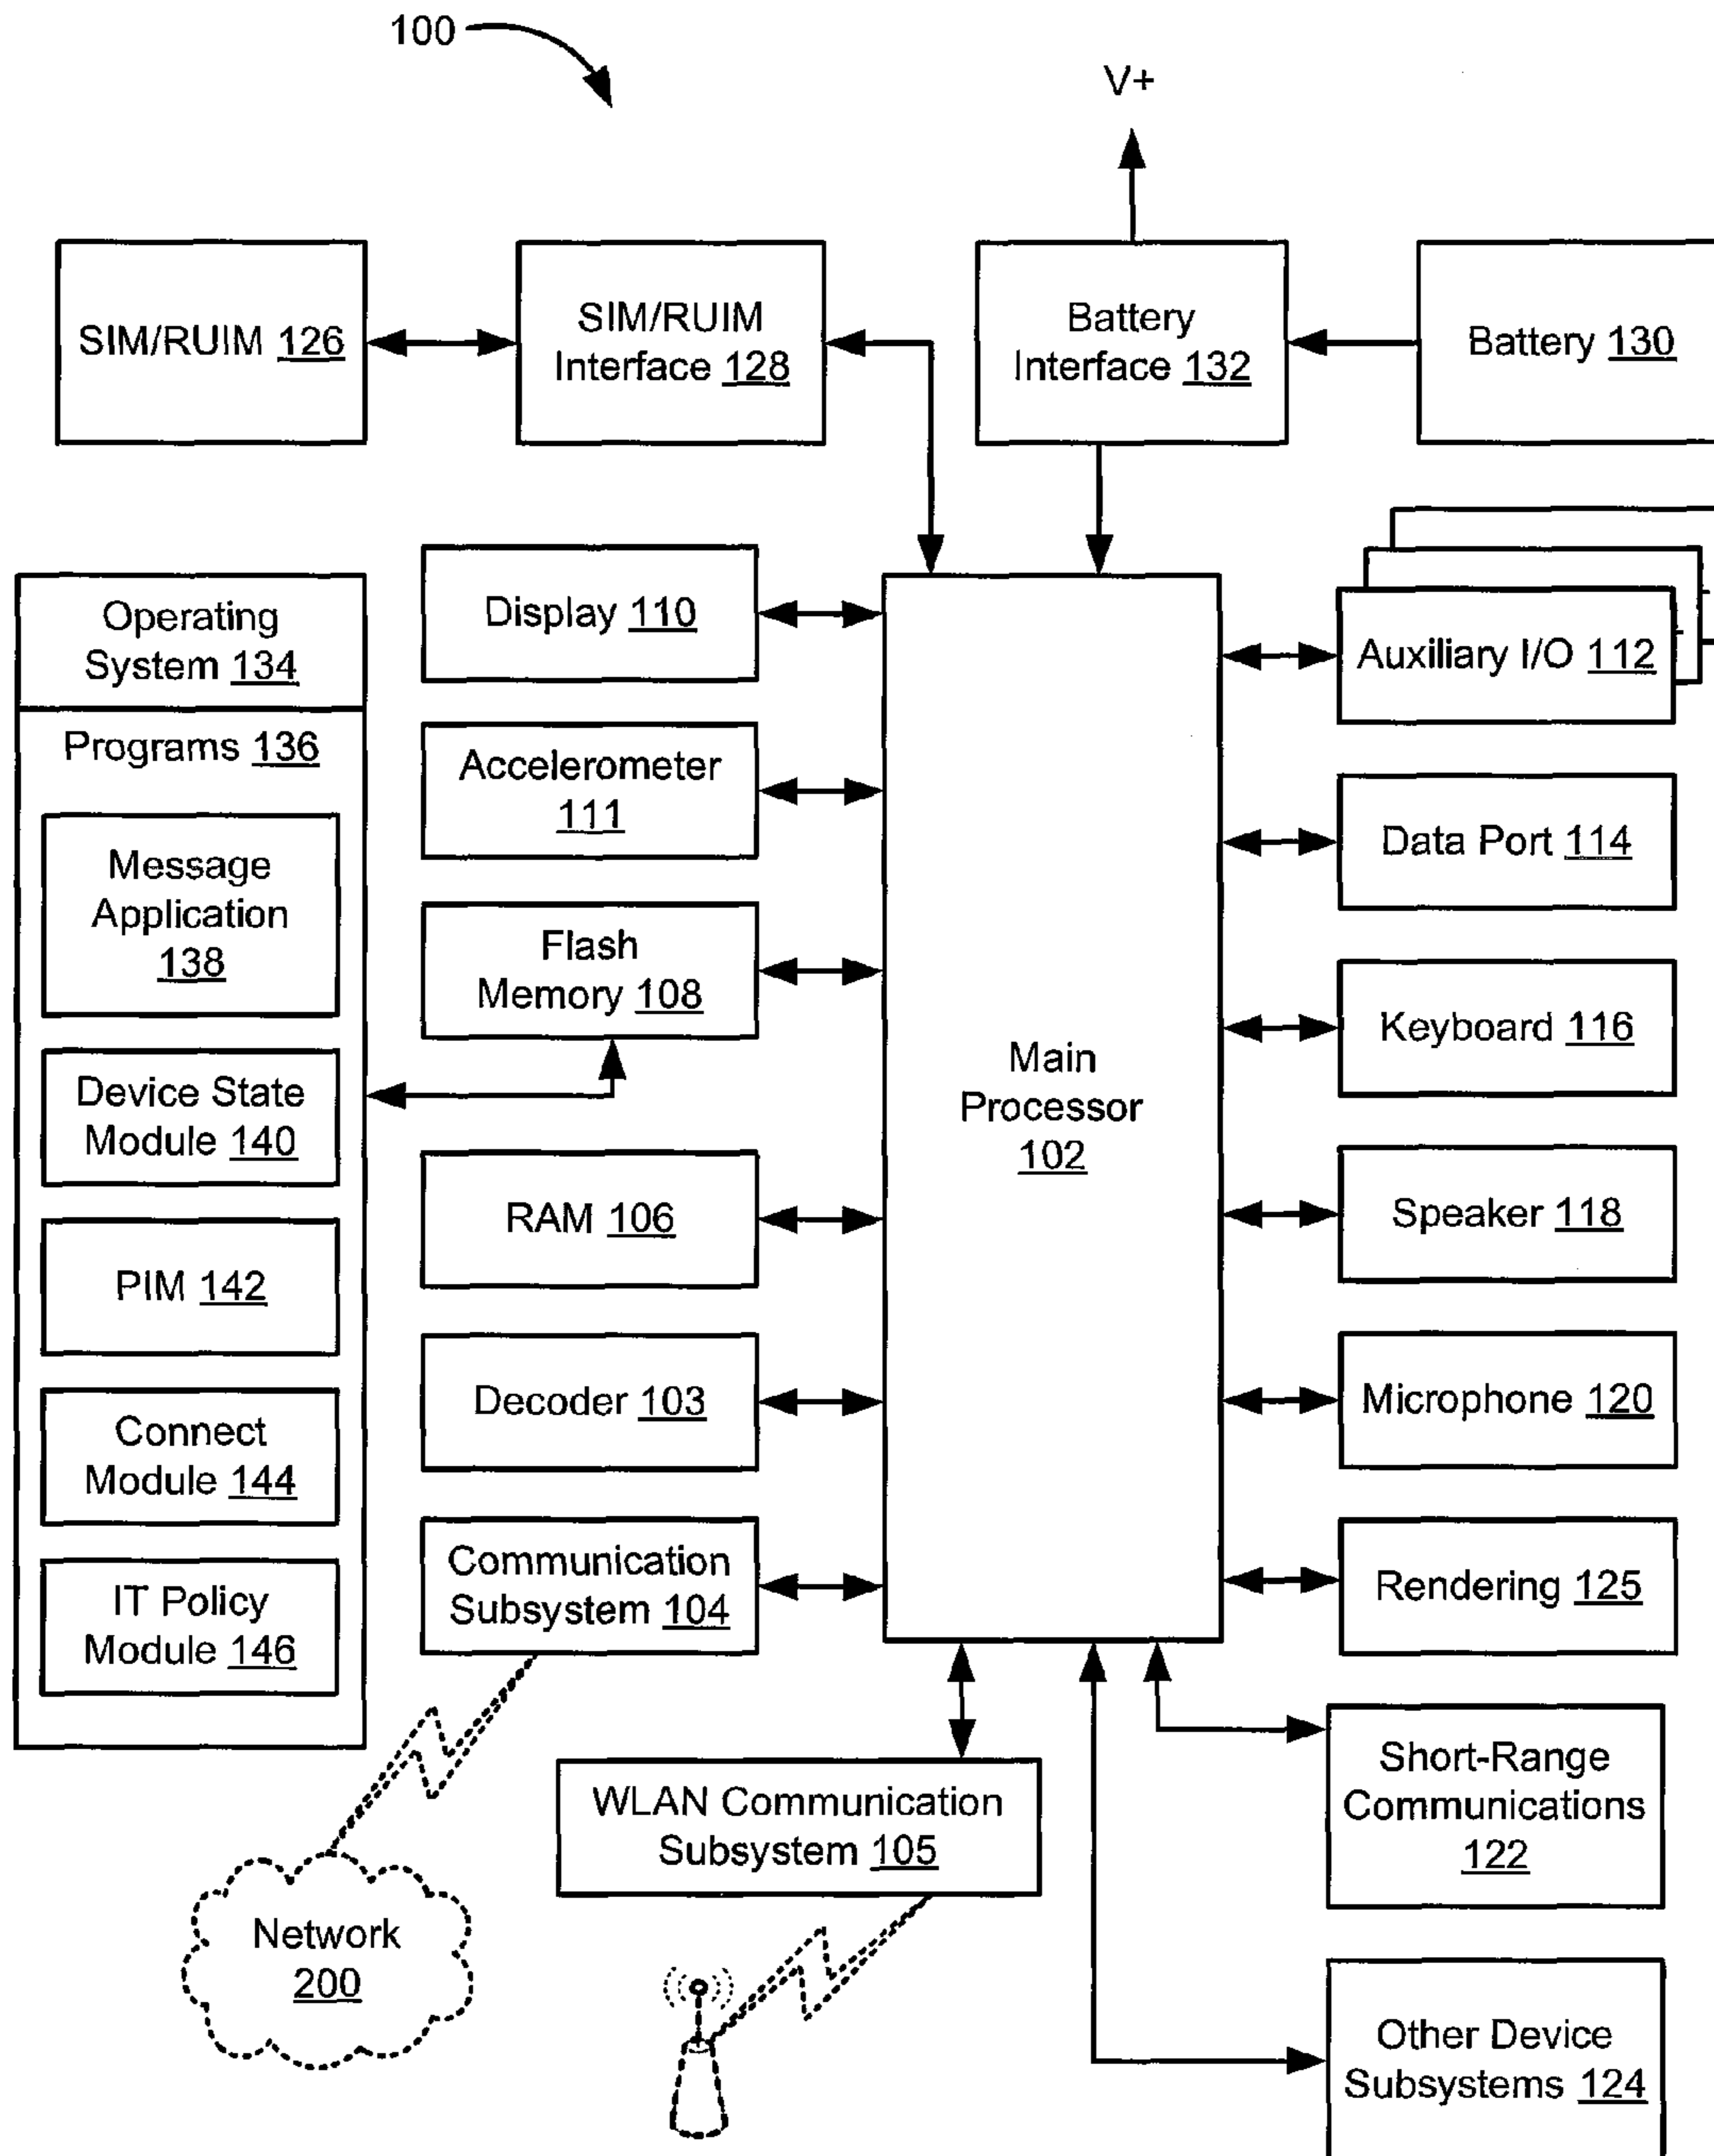 100
V+
SIM/RUIM 126
SIM/RUIM
Interface 128
Battery
Interface 132
Battery 130
Operating
System 134
Programs 136
Message
Application
138
Device State
Module 140
PIM 142
Connect
Module 144
IT Policy
Module 146
Display 110
Accelerometer
111
Flash
Memory 108
RAM 106
Decoder 103
Communication
Subsystem 104
Main
Processor
102
Auxiliary I/O 112
Data Port 114
Keyboard 116
Speaker 118
Microphone 120
Rendering 125
Short-Range
Communications
122
WLAN Communication
Subsystem 105
Network
200
Other Device
Subsystems 124